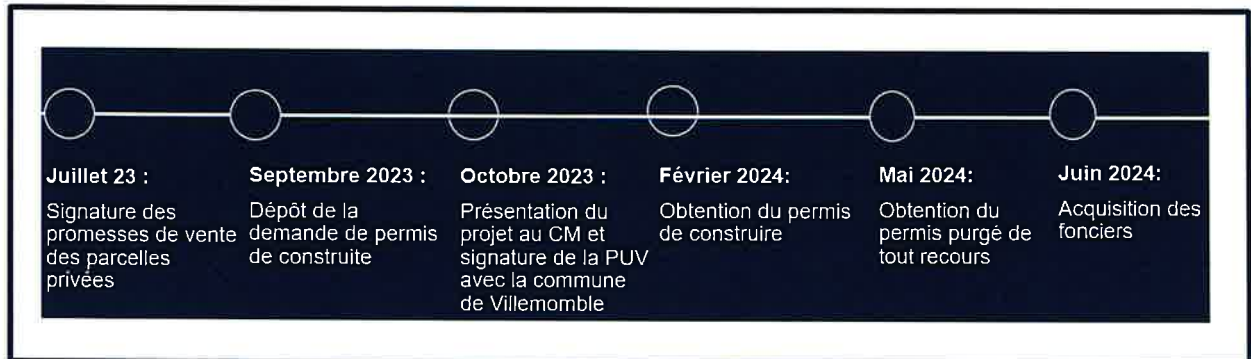 Juillet 23 :
Signature des
promesses de vente
des parcelles
privées
Septembre 2023 :
Dépôt de la
demande de permis
de construite
Octobre 2023 :
Présentation du
projet au CM et
signature de la PUV
avec la commune
de Villemomble
Février 2024:
Obtention du permis
de construire
Mai 2024:
Obtention du
permis purgé de
tout recours
Juin 2024:
Acquisition des
fonciers